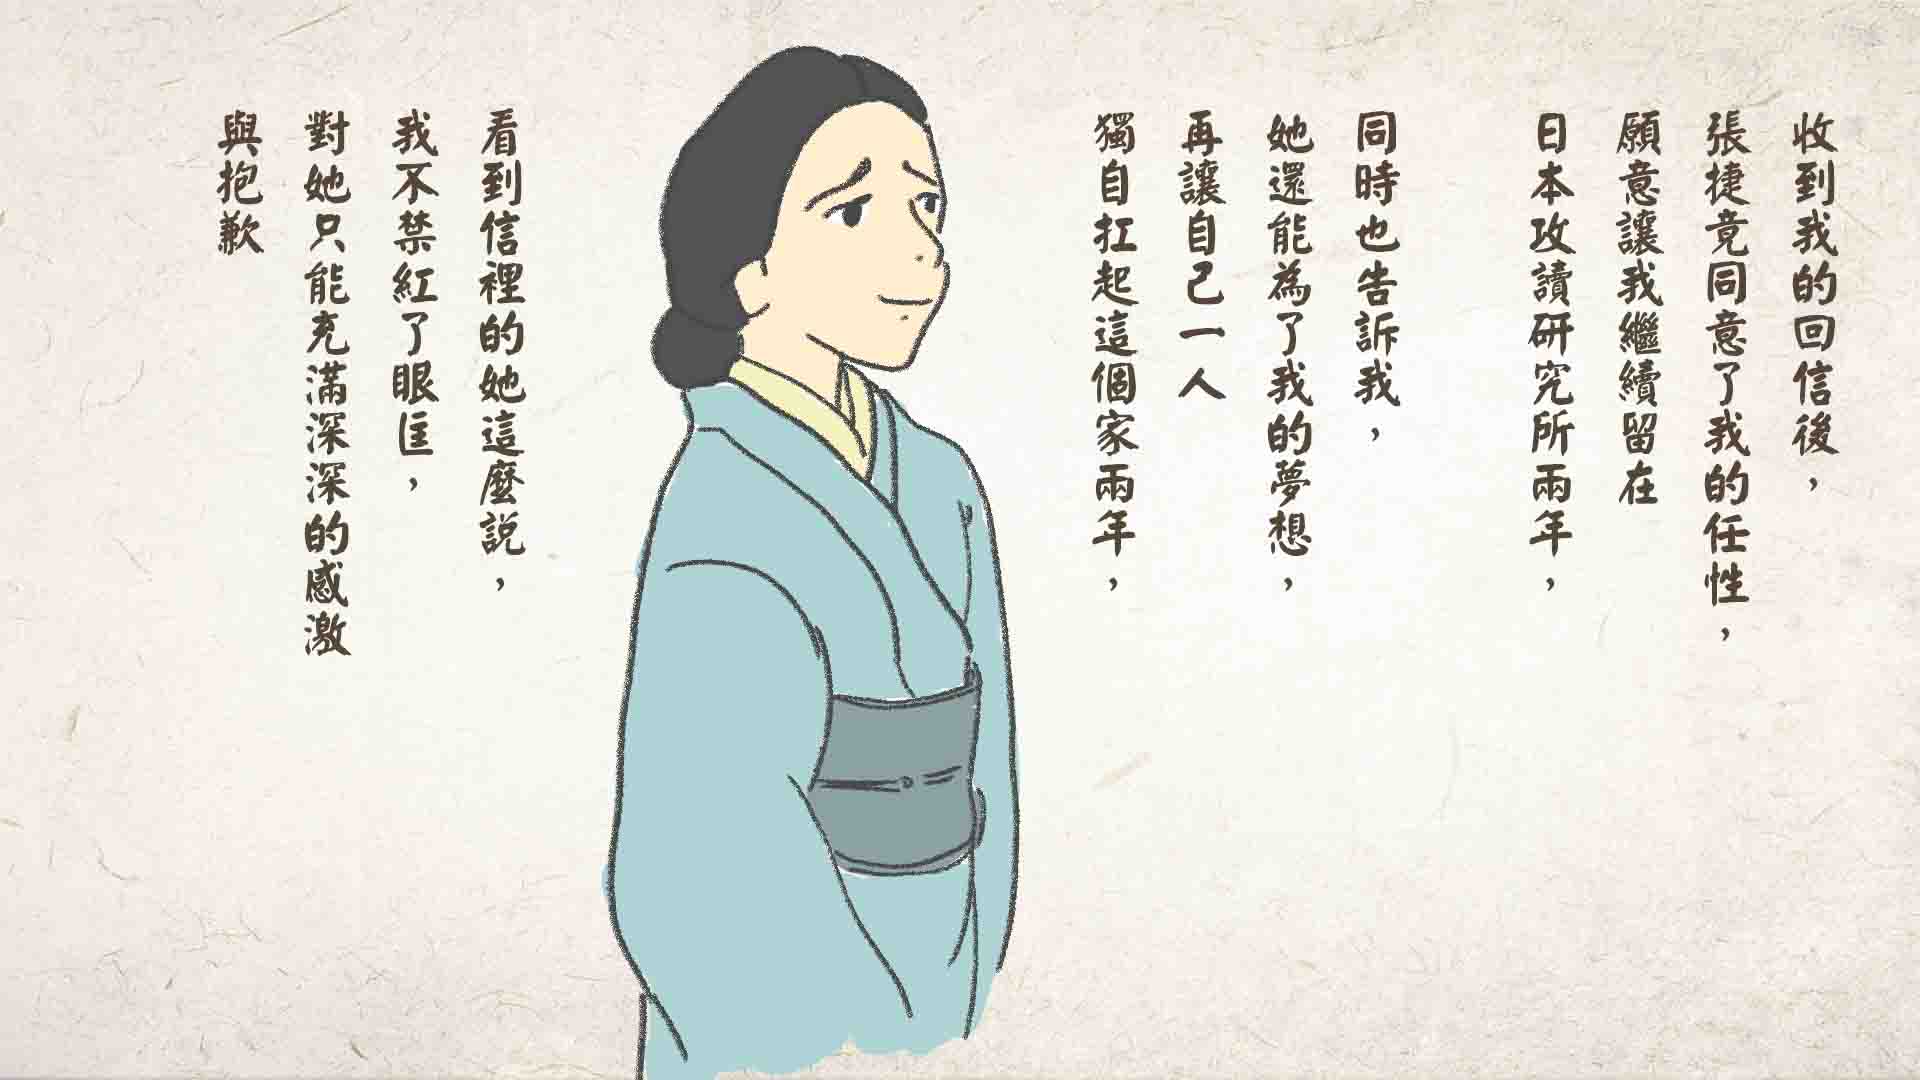 收到我的回信後，
張捷竟同意了我的任性，
願意讓我繼續留在
日本攻讀研究所兩年，
同時也告訴我，
她還能為了我的夢想，
再讓自己一人
獨自扛起這個家兩年，
看到信裡的她這麼說，
我不禁紅了眼匡，
對她只能充滿深深的感激
與抱歉